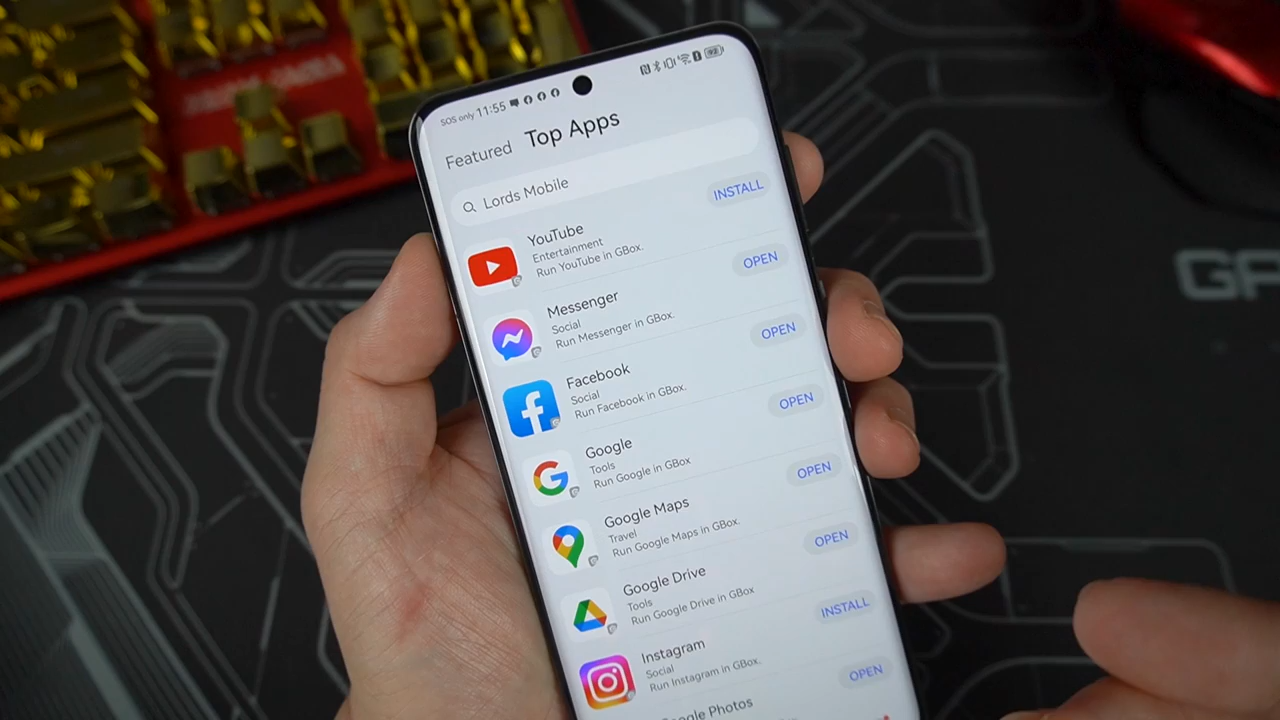 SOS only 11:55
Featured Top Apps
Lords Mobile
YouTube
Entertainment
Run YouTube in GBox.
INSTALL
Messenger
Social
Run Messenger in GBox.
OPEN
Facebook
Social
Run Facebook in GBox.
OPEN
Google
Tools
Run Google in GBox
OPEN
Google Maps
Travel
Run Google Maps in GBox.
OPEN
Google Drive
Tools
Run Google Drive in GBox
OPEN
Instagram
Social
Run Instagram in GBox.
INSTALL
Google Photos
OPEN
GA